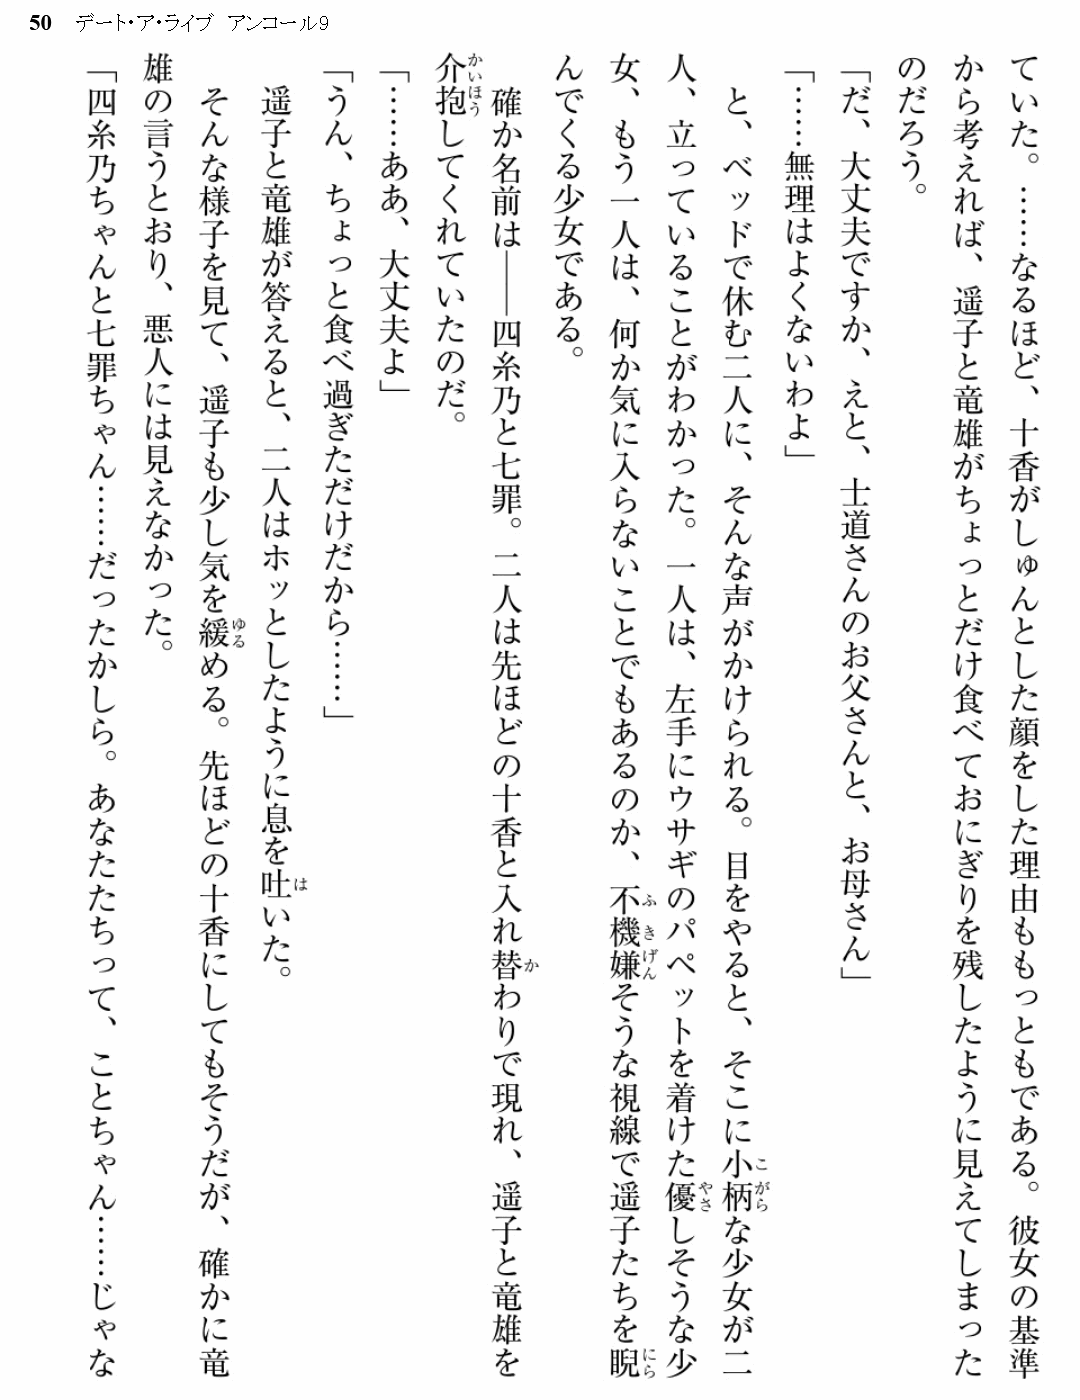 50 デート・ア・ライブ アンコール9
ていた。……なるほど、十香がしゅんとした顔をした理由ももっともである。彼女の基準
から考えれば、遥子と竜雄がちょっとだけ食べておにぎりを残したように見えてしまった
のだろう。
「だ、大丈夫ですか、えと、士道さんのお父さんと、お母さん」
「……無理はよくないわよ」
と、ベッドで休む二人に、そんな声がかけられる。目をやると、そこに小柄な少女が二
人、立っていることがわかった。一人は、左手にウサギのパペットを着けた優しそうな少
女、もう一人は、何か気に入らないことでもあるのか、不機嫌そうな視線で遥子たちを睨
んでくる少女である。
確か名前は――四糸乃と七罪。二人は先ほどの十香と入れ替わりで現れ、遥子と竜雄を
介抱してくれていたのだ。
「……ああ、大丈夫よ」
「うん、ちょっと食べ過ぎただけだから……」
遥子と竜雄が答えると、二人はホッとしたように息を吐いた。
そんな様子を見て、遥子も少し気を緩める。先ほどの十香にしてもそうだが、確かに竜
雄の言うとおり、悪人には見えなかった。
「四糸乃ちゃんと七罪ちゃん……だったかしら。あなたたちって、ことちゃん……じゃな